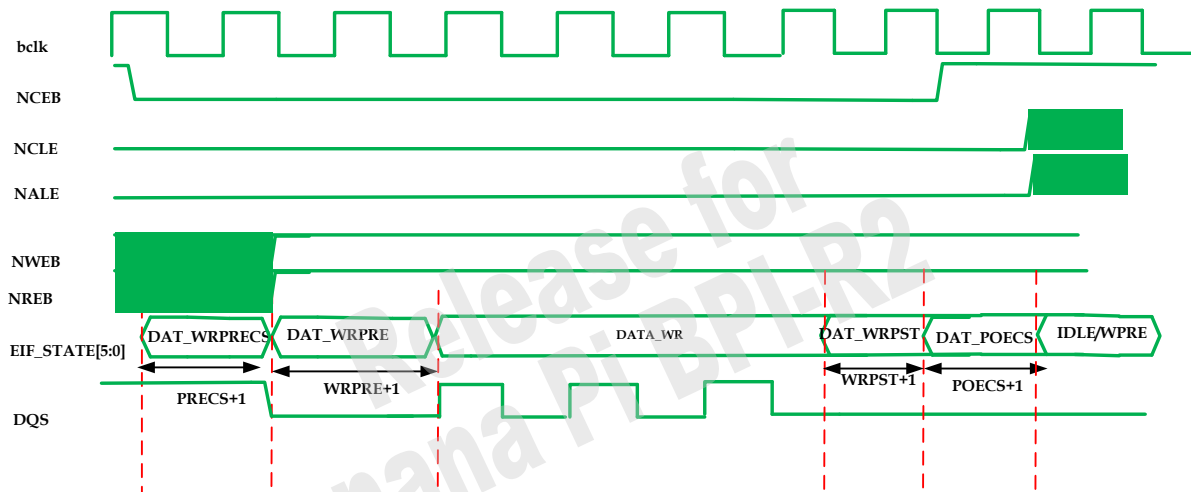 bclk
NCEB
NCLE
NALE
NWEB
NREB
EIF_STATE[5:0]
DAT_WRPRECS
DAT_WRPRE
DATA_WR
DAT_WRPST
DAT_POECS
IDLE/WPRE
PRECS+1
WRPRE+1
WRPST+1
POECS+1
DQS
Release for
nana Pi BPI-R2